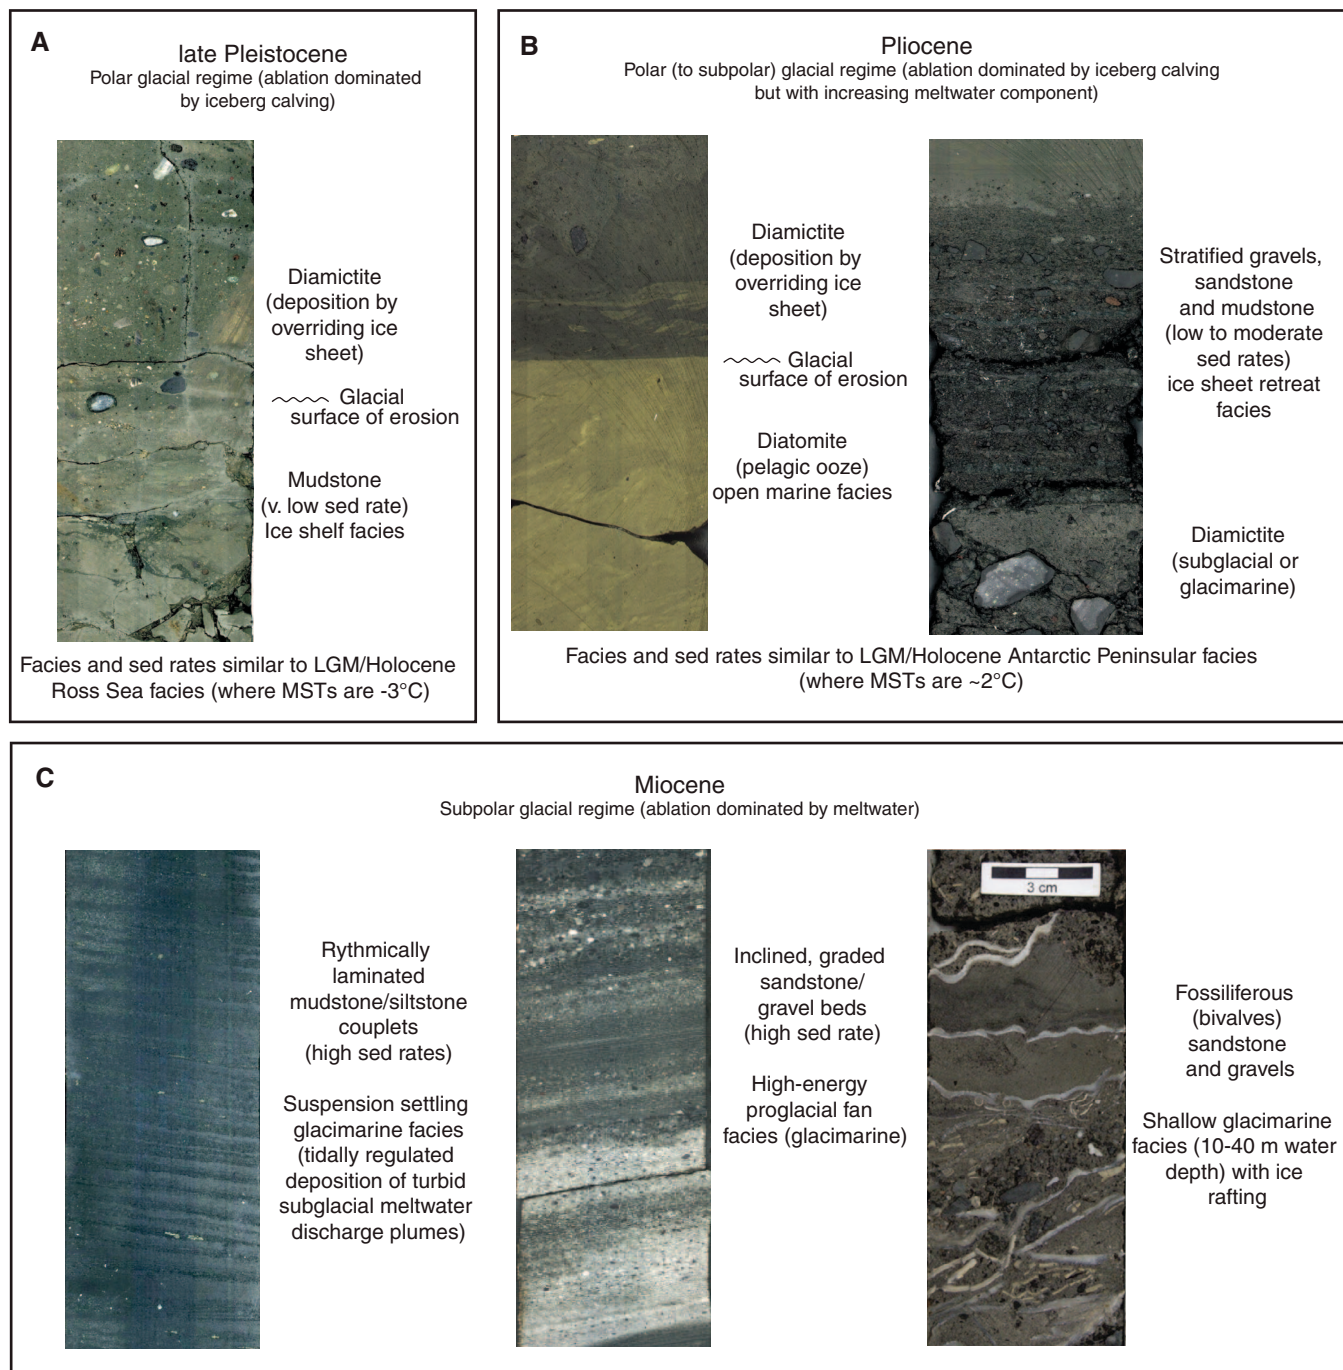 A
late Pleistocene
Polar glacial regime (ablation dominated
by iceberg calving)
Diamictite
(deposition by
overriding ice
sheet)
Glacial
surface of erosion
Mudstone
(v. low sed rate)
Ice shelf facies
Facies and sed rates similar to LGM/Holocene
Ross Sea facies (where MSTs are -3°C)
B
Pliocene
Polar (to subpolar) glacial regime (ablation dominated by iceberg calving
but with increasing meltwater component)
Diamictite
(deposition by
overriding ice
sheet)
Glacial
surface of erosion
Diatomite
(pelagic ooze)
open marine facies
Stratified gravels,
sandstone
and mudstone
(low to moderate
sed rates)
ice sheet retreat
facies
Diamictite
(subglacial or
glacimarine)
Facies and sed rates similar to LGM/Holocene Antarctic Peninsular facies
(where MSTs are ~2°C)
C
Miocene
Subpolar glacial regime (ablation dominated by meltwater)
Rythmically
laminated
mudstone/siltstone
couplets
(high sed rates)
Suspension settling
glacimarine facies
(tidally regulated
deposition of turbid
subglacial meltwater
discharge plumes)
Inclined, graded
sandstone/
gravel beds
(high sed rate)
High-energy
proglacial fan
facies (glacimarine)
3 cm
Fossiliferous
(bivalves)
sandstone
and gravels
Shallow glacimarine
facies (10-40 m water
depth) with ice
rafting